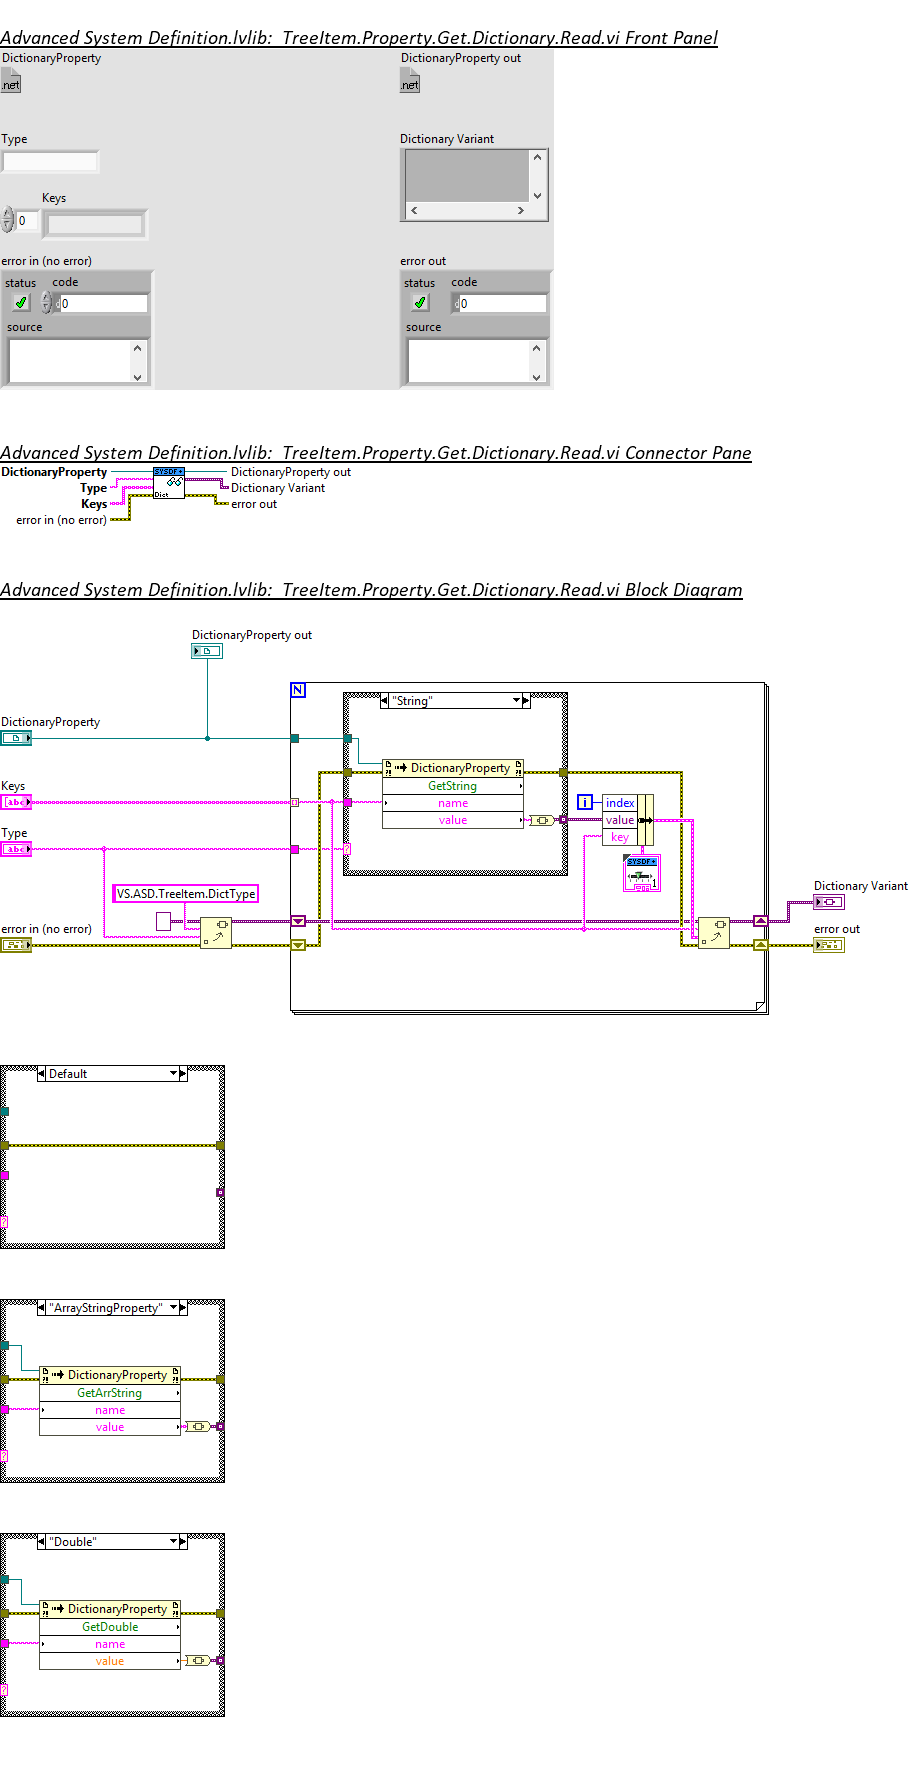 Advanced System Definition.lvlib: TreeItem.Property.Get.Dictionary.Read.vi Front Panel
DictionaryProperty
DictionaryProperty out
.net
.net
Type
Dictionary Variant
Keys
0
error in (no error)
error out
status code
status code
d 0
d 0
source
source
Advanced System Definition.lvlib: TreeItem.Property.Get.Dictionary.Read.vi Connector Pane
DictionaryProperty
SYSDF+
DictionaryProperty out
Type
Dictionary Variant
Keys
Dict
error out
error in (no error)
Advanced System Definition.lvlib: TreeItem.Property.Get.Dictionary.Read.vi Block Diagram
DictionaryProperty out
N
"String"
DictionaryProperty
DictionaryProperty
GetString
Keys
abc
name
i
index
value
value
Type
abc
?
key
SYSDF+
1
VS.ASD.TreeItem.DictType
Dictionary Variant
error in (no error)
error out
Default
?
"ArrayStringProperty"
DictionaryProperty
GetArrString
name
value
?
"Double"
DictionaryProperty
GetDouble
name
value
?